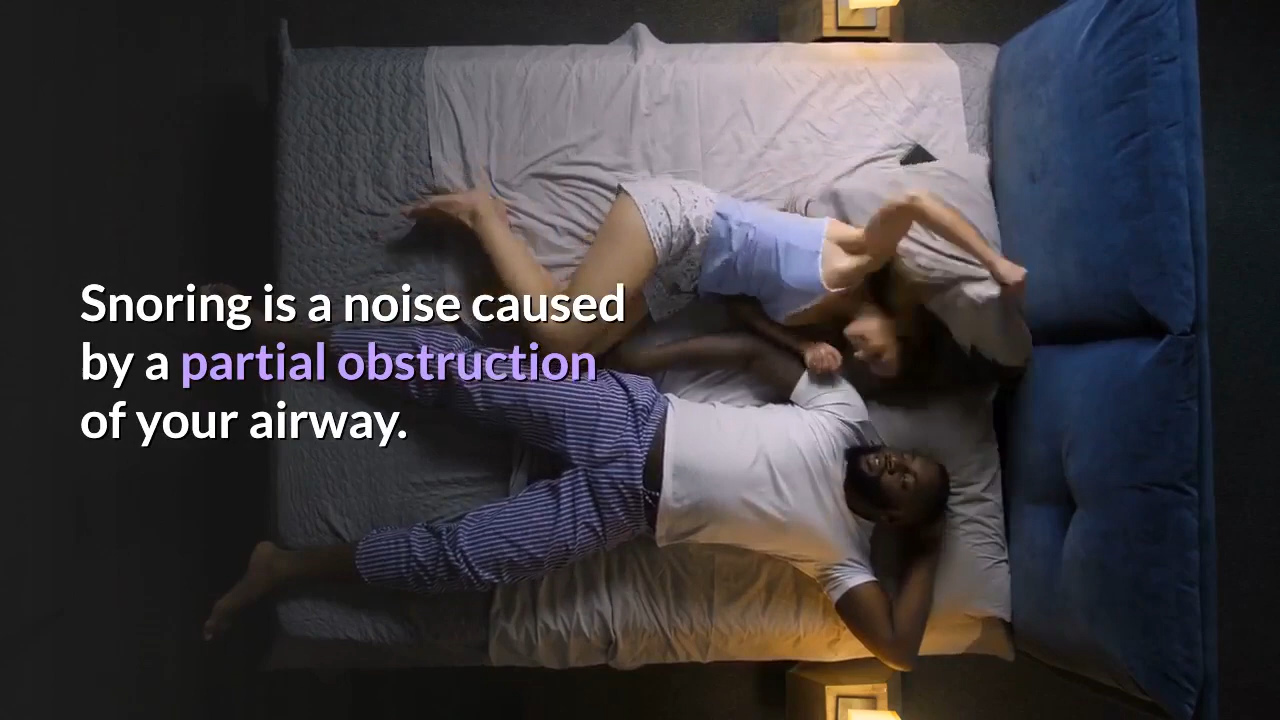 Snoring is a noise caused
by a partial obstruction
of your airway.